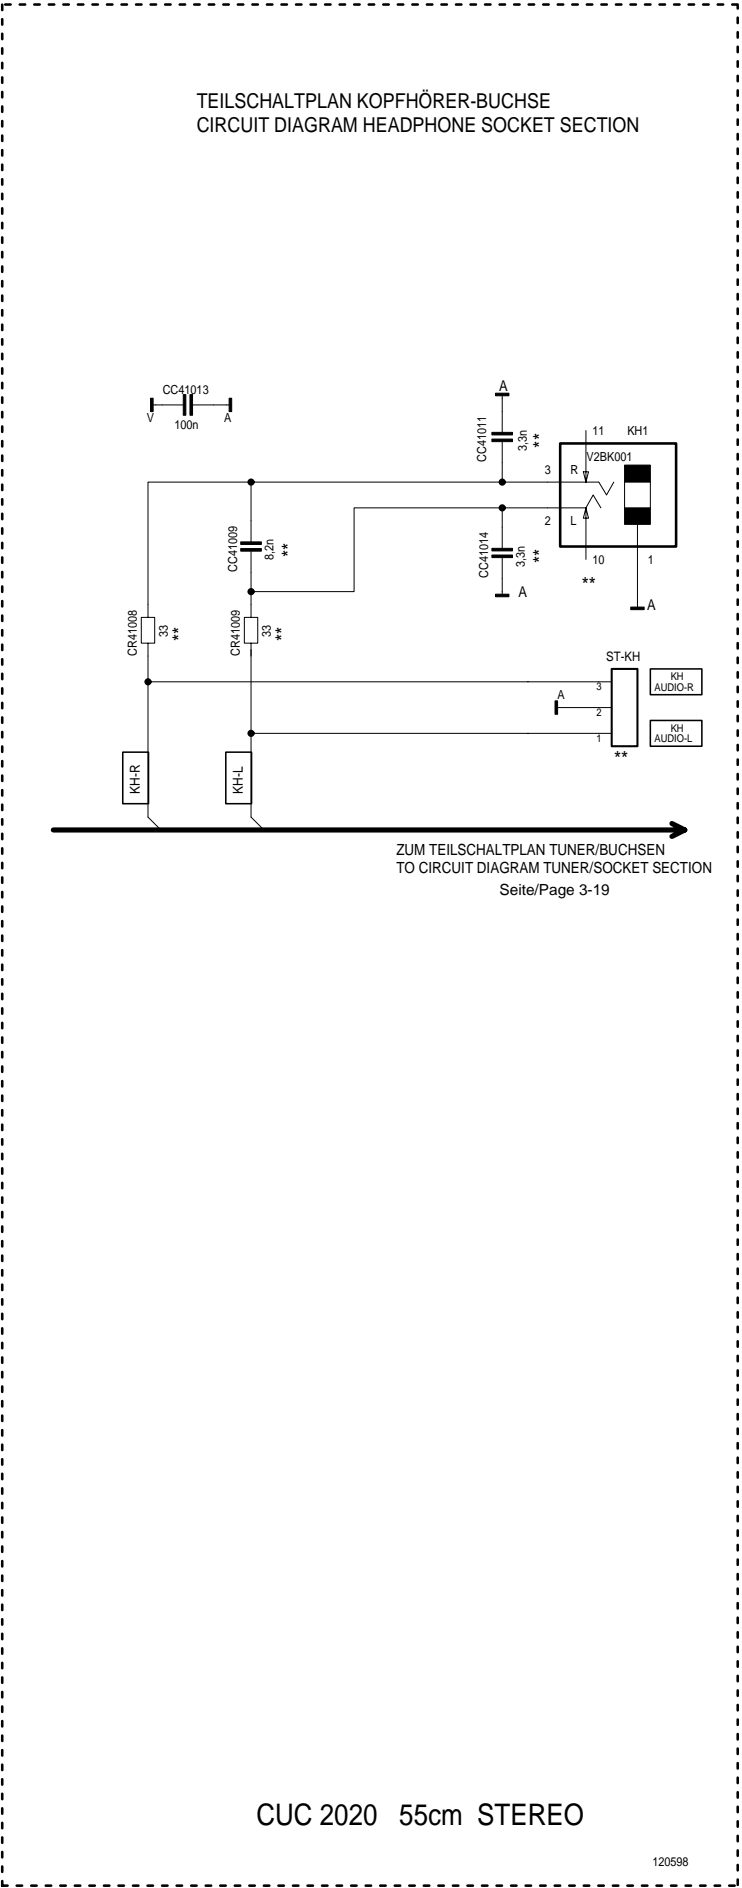 TEILSCHALTPLAN KOPFHÖRER-BUCHSE
CIRCUIT DIAGRAM HEADPHONE SOCKET SECTION
CC41013
V
A
100n
A
CC41011
3,3n
**
11
KH1
V2BK001
3
R
2
L
10
1
**
A
CC41009
8,2n
**
CC41014
3,3n
**
A
CR41008
33
**
CR41009
33
**
ST-KH
3
KH
AUDIO-R
A
2
1
KH
AUDIO-L
**
KH-R
KH-L
ZUM TEILSCHALTPLAN TUNER/BUCHSEN
TO CIRCUIT DIAGRAM TUNER/SOCKET SECTION
Seite/Page 3-19
CUC 2020 55cm STEREO
120598